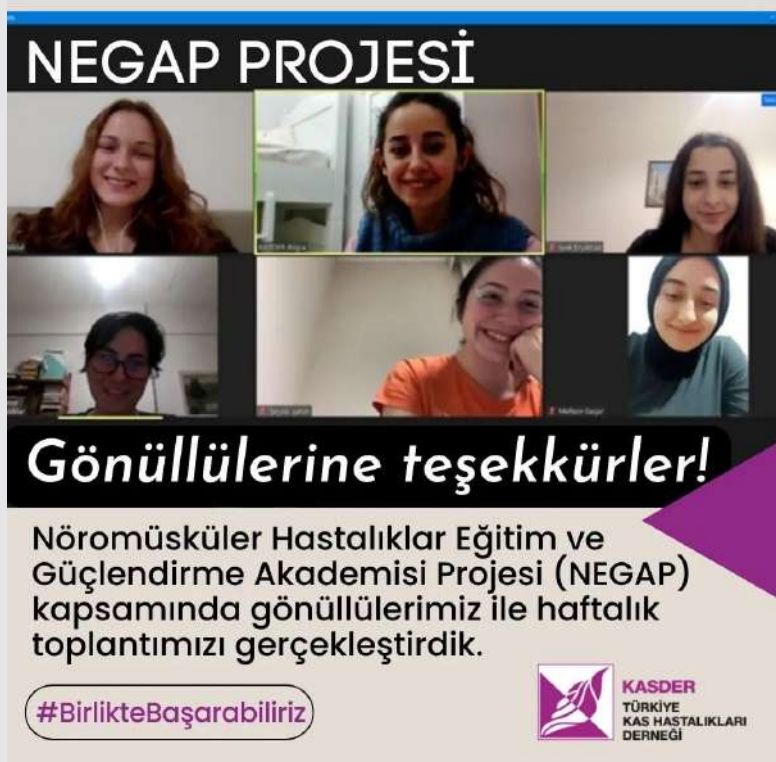 NEGAP PROJESİ
Gönüllülerine teşekkürler!
Nöromüsküler Hastalıklar Eğitim ve
Güçlendirme Akademisi Projesi (NEGAP)
kapsamında gönüllülerimiz ile haftalık
toplantımızı gerçekleştirdik.
#BirlikteBaşarabiliriz
KASDER
TÜRKİYE
KAS HASTALIKLARI
DERNEĞİ